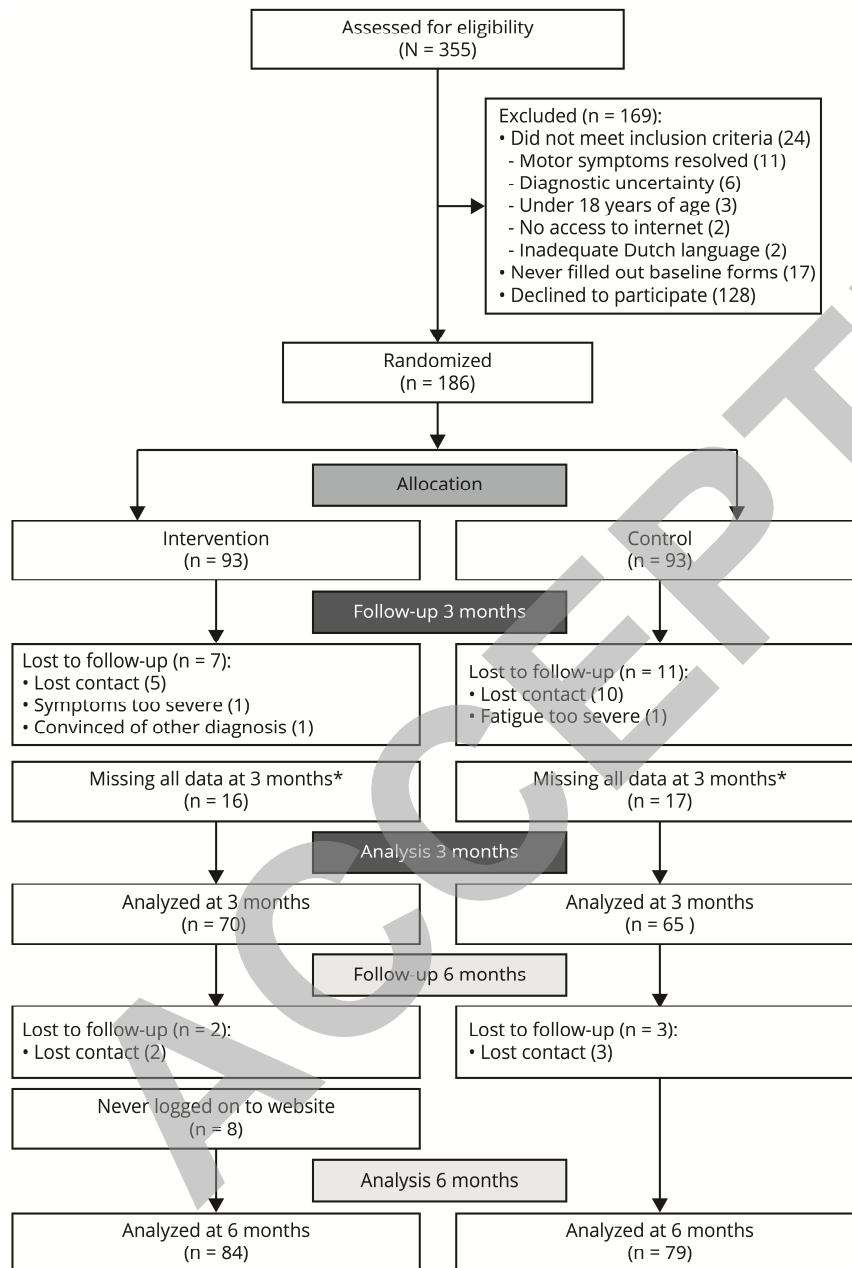 Assessed for eligibility
(N = 355)
Excluded (n = 169):
• Did not meet inclusion criteria (24)
- Motor symptoms resolved (11)
- Diagnostic uncertainty (6)
- Under 18 years of age (3)
- No access to internet (2)
- Inadequate Dutch language (2)
• Never filled out baseline forms (17)
• Declined to participate (128)
Randomized
(n = 186)
Allocation
Intervention
(n = 93)
Control
(n = 93)
Follow-up 3 months
Lost to follow-up (n = 7):
• Lost contact (5)
• Symptoms too severe (1)
• Convinced of other diagnosis (1)
Lost to follow-up (n = 11):
• Lost contact (10)
• Fatigue too severe (1)
Missing all data at 3 months*
(n = 16)
Missing all data at 3 months*
(n = 17)
Analysis 3 months
Analyzed at 3 months
(n = 70)
Analyzed at 3 months
(n = 65 )
Follow-up 6 months
Lost to follow-up (n = 2):
• Lost contact (2)
Lost to follow-up (n = 3):
• Lost contact (3)
Never logged on to website
(n = 8)
Analysis 6 months
Analyzed at 6 months
(n = 84)
Analyzed at 6 months
(n = 79)
ACCEPT